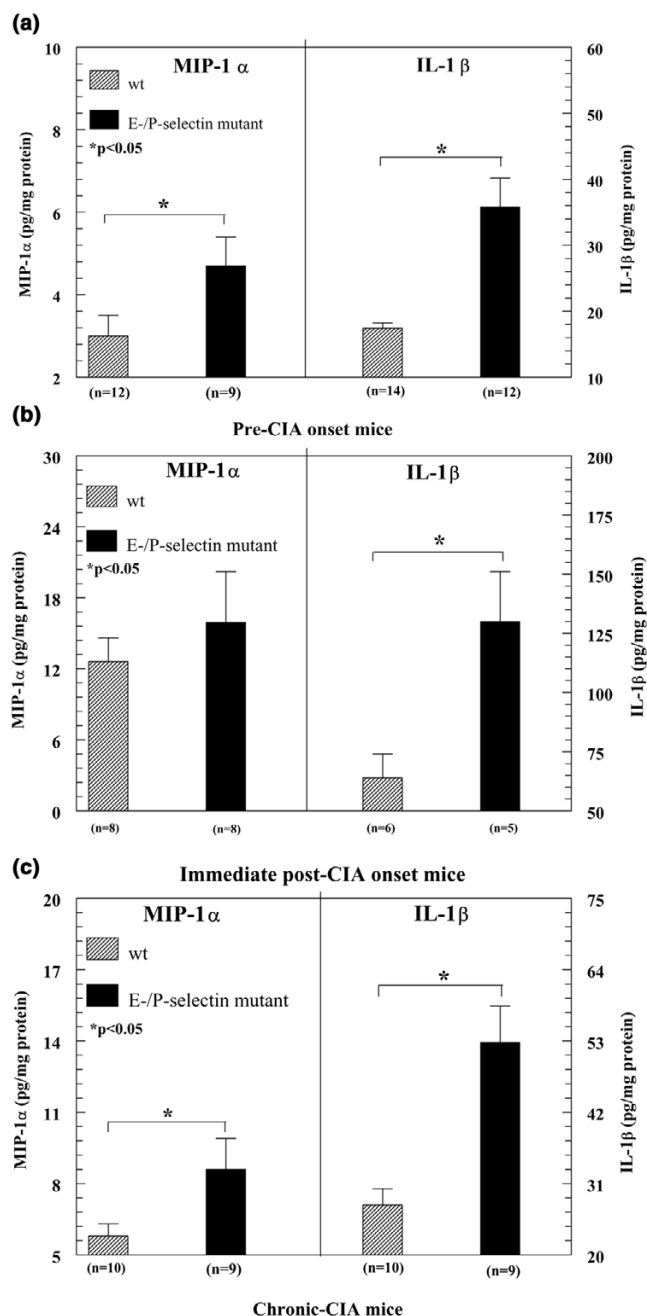 (a)
MIP-1 α
IL-1 β
wt
E-/P-selectin mutant
*p<0.05
*
*
MIP-1α (pg/mg protein)
10
8
6
4
2
IL-1β (pg/mg protein)
60
50
40
30
20
10
(n=12)
(n=9)
(n=14)
(n=12)
Pre-CIA onset mice
(b)
MIP-1α
IL-1β
wt
E-/P-selectin mutant
*p<0.05
*
MIP-1α (pg/mg protein)
30
24
18
12
6
0
IL-1β (pg/mg protein)
200
175
150
125
100
75
50
(n=8)
(n=8)
(n=6)
(n=5)
Immediate post-CIA onset mice
(c)
MIP-1α
IL-1β
wt
E-/P-selectin mutant
*p<0.05
*
*
MIP-1α (pg/mg protein)
20
17
14
11
8
5
IL-1β (pg/mg protein)
75
64
53
42
31
20
(n=10)
(n=9)
(n=10)
(n=9)
Chronic-CIA mice